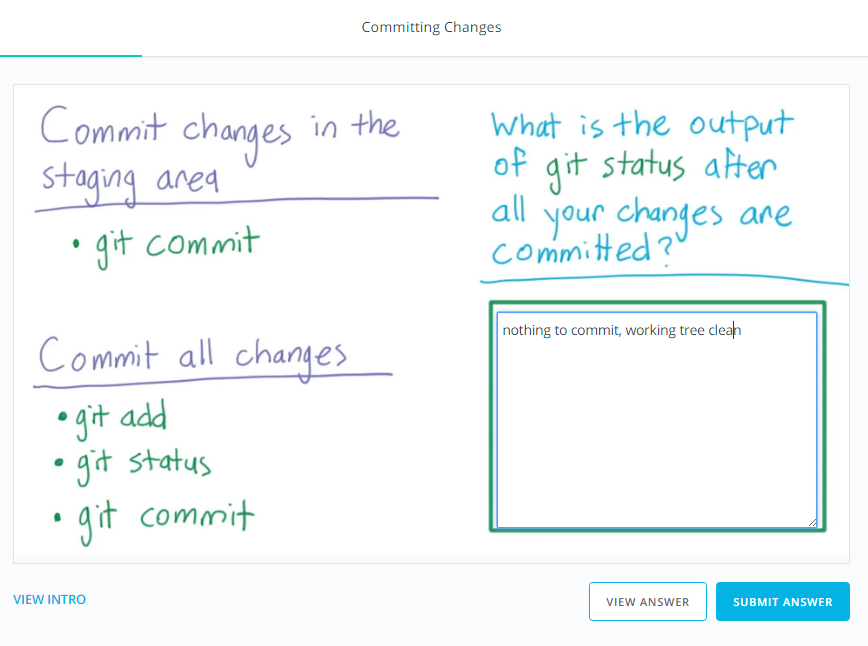 Committing Changes
Commit changes in the
staging area
• git commit
Commit all changes
• git add
• git status
• git commit
What is the output
of git status after
all your changes are
committed?
nothing to commit, working tree clean
VIEW INTRO
VIEW ANSWER
SUBMIT ANSWER